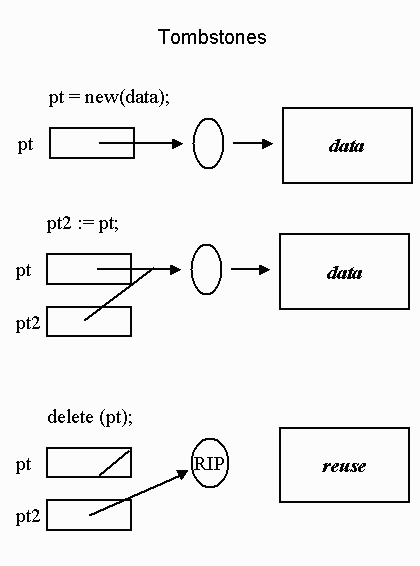 Tombstones
pt = new(data);
pt
data
pt2 := pt;
pt
data
pt2
delete (pt);
pt
RIP
reuse
pt2